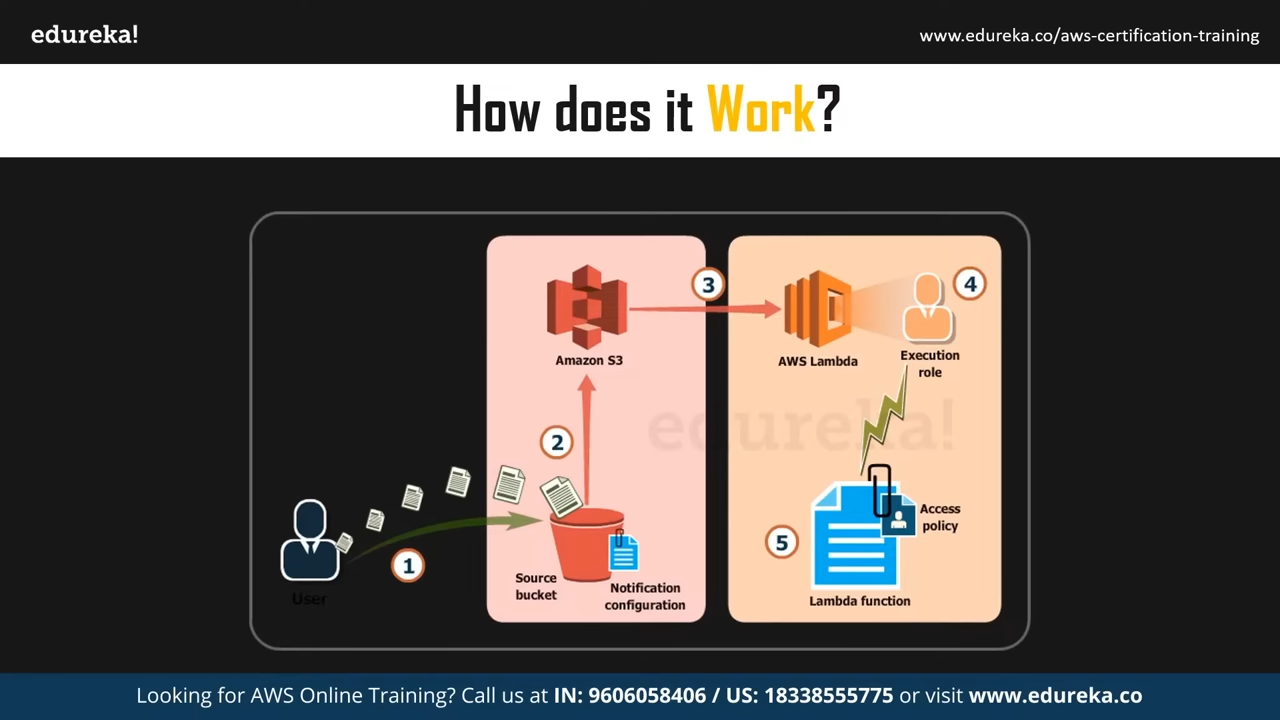 edureka!
www.edureka.co/aws-certification-training
How does it Work?
3
4
Amazon S3
AWS Lambda
Execution
role
edureka!
2
1
5
Access
policy
User
Source
bucket
Notification
configuration
Lambda function
Looking for AWS Online Training? Call us at IN: 9606058406 / US: 18338555775 or visit www.edureka.co